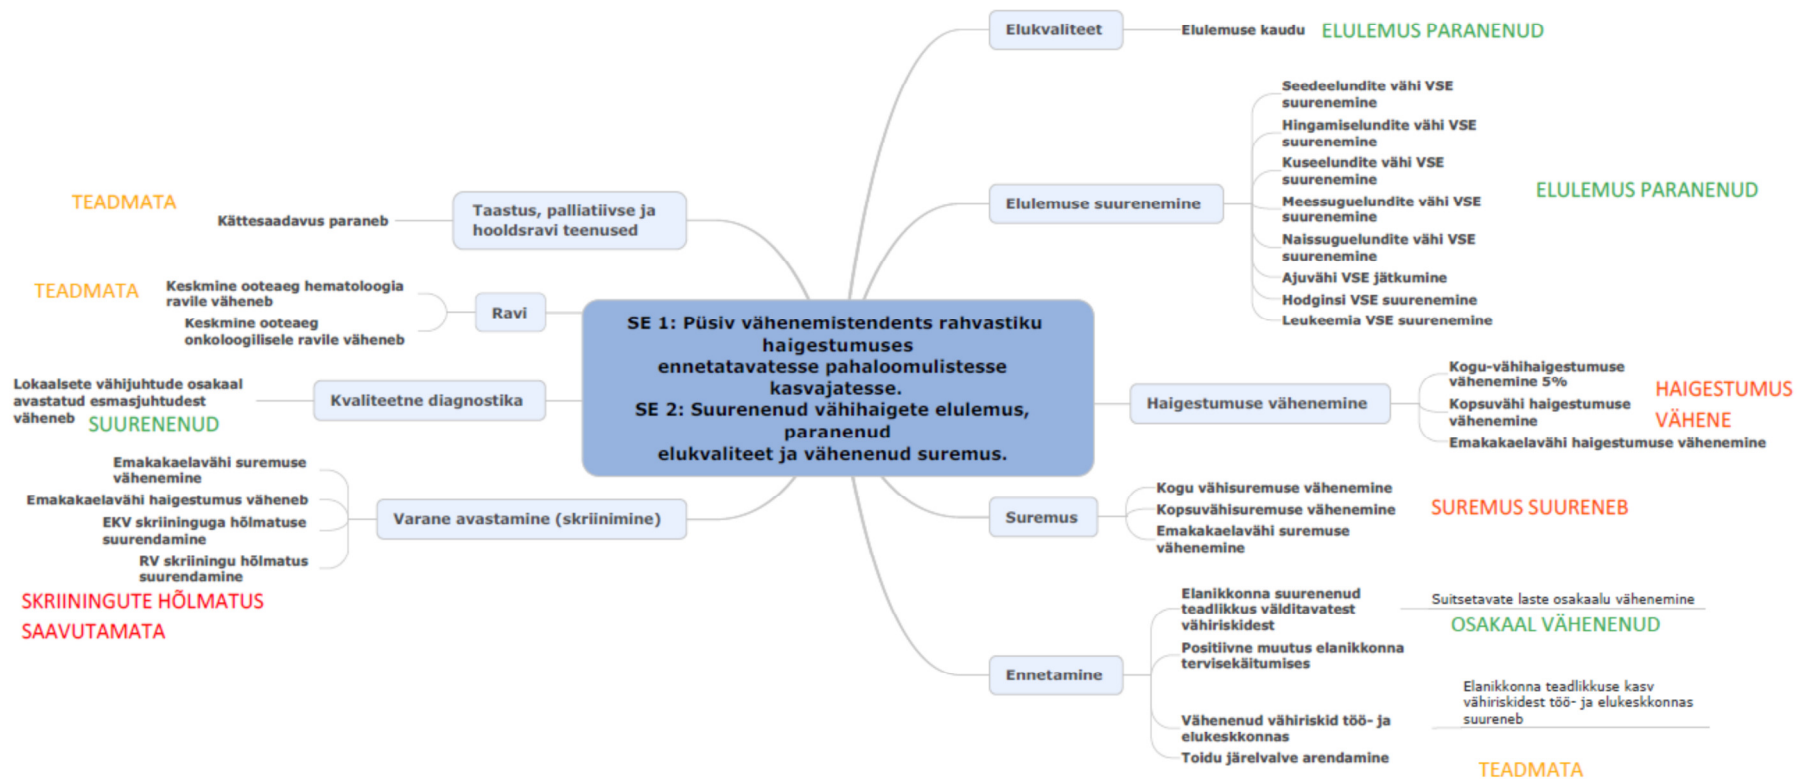 Elukvaliteet
Elulemuse kaudu
ELULEMUS PARANENUD
Seedeelundite vähi VSE
suurenemine
Hingamiselundite vähi VSE
suurenemine
Kuseelundite vähi VSE
suurenemine
Meessuguelundite vähi VSE
suurenemine
Naissuguelundite vähi VSE
suurenemine
Ajuvähi VSE jätkumine
Hodginsi VSE suurenemine
Leukeemia VSE suurenemine
Elulemuse suurenemine
ELULEMUS PARANENUD
TEADMATA
Kättesaadavus paraneb
Taastus, palliatiivse ja
hooldsravi teenused
TEADMATA
Keskmine ooteaeg hematoloogia
ravile väheneb
Keskmine ooteaeg
onkoloogilisele ravile väheneb
Ravi
SE 1: Püsiv vähenemistendents rahvastiku
haigestumuses
ennetatavatesse pahaloomulistesse
kasvajatesse.
SE 2: Suurenenud vähihaigete elulemus,
paranenud
elukvaliteet ja vähenenud suremus.
Lokaalsete vähijuhtude osakaal
avastatud esmasjuhtudest
väheneb
SUURENENUD
Kvaliteetne diagnostika
Haigestumuse vähenemine
Kogu-vähihaigestumuse
vähenemine 5%
Kopsuvähi haigestumuse
vähenemine
Emakakaelavähi haigestumuse vähenemine
HAIGESTUMUS
VÄHENE
Emakakaelavähi suremuse
vähenemine
Emakakaelavähi haigestumus väheneb
EKV skriininguga hõlmatuse
suurendamine
RV skriiningu hõlmatus
suurendamine
Varane avastamine (skriinimine)
SKRIININGUTE HÕLMATUS
SAAVUTAMATA
Suremus
Kogu vähisuremuse vähenemine
Kopsuvähisuremuse vähenemine
Emakakaelavähi suremuse
vähenemine
SUREMUS SUURENEB
Ennetamine
Elanikkonna suurenenud
teadlikkus välditavatest
vähiriskidest
Suitsetavate laste osakaalu vähenemine
OSAKAAL VÄHENENUD
Positiivne muutus elanikkonna
tervisekäitumises
Vähenenud vähiriskid töö- ja
elukeskkonnas
Elanikkonna teadlikkuse kasv
vähiriskidest töö- ja elukeskkonnas
suureneb
Toidu järelvalve arendamine
TEADMATA